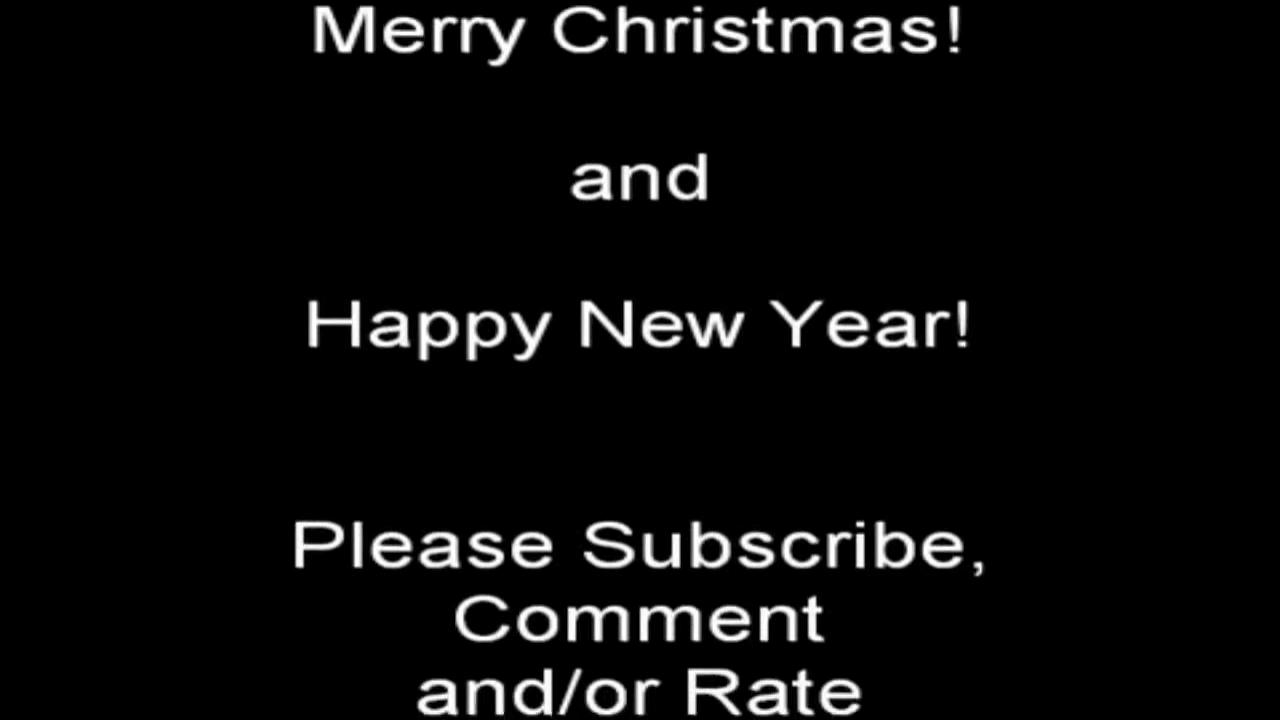 Merry Christmas!
and
Happy New Year!
Please Subscribe,
Comment
and/or Rate